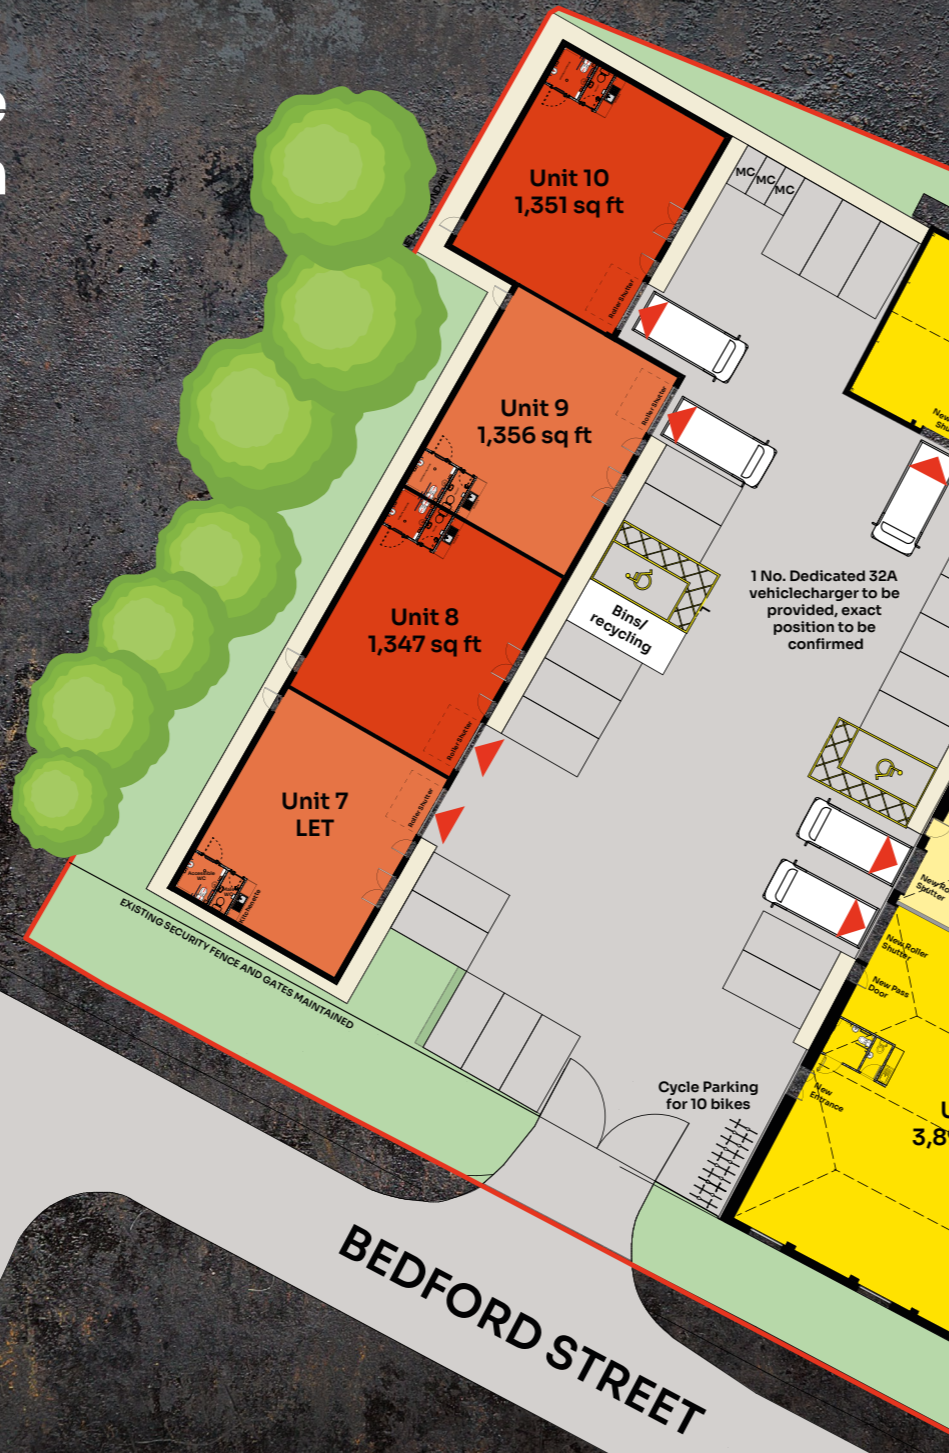 Unit 10
1,351 sq ft
MC
MC
MC
Roller Shutter
Unit 9
1,356 sq ft
Roller Shutter
1 No. Dedicated 32A
vehiclecharger to be
provided, exact
position to be
confirmed
Bins/
recycling
Unit 8
1,347 sq ft
Roller Shutter
Unit 7
LET
Roller Shutter
Accessible
WC
Kitchenette
EXISTING SECURITY FENCE AND GATES MAINTAINED
New Roller
Shutter
New Pass
Door
New
Entrance
Cycle Parking
for 10 bikes
BEDFORD STREET